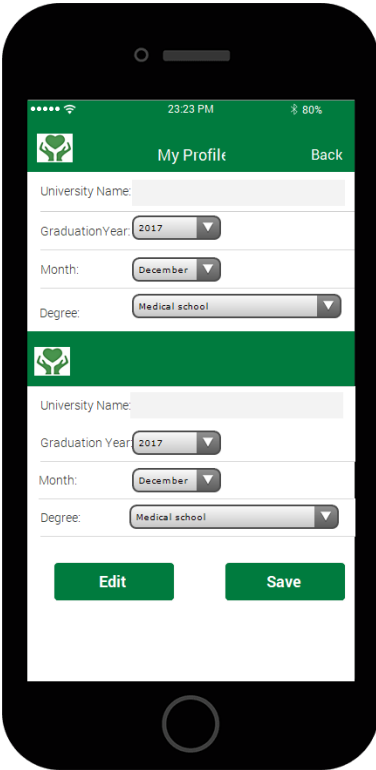 23:23 PM 80%
My Profile Back
University Name:
GraduationYear: 2017
Month: December
Degree: Medical school
University Name:
Graduation Year: 2017
Month: December
Degree: Medical school
Edit Save